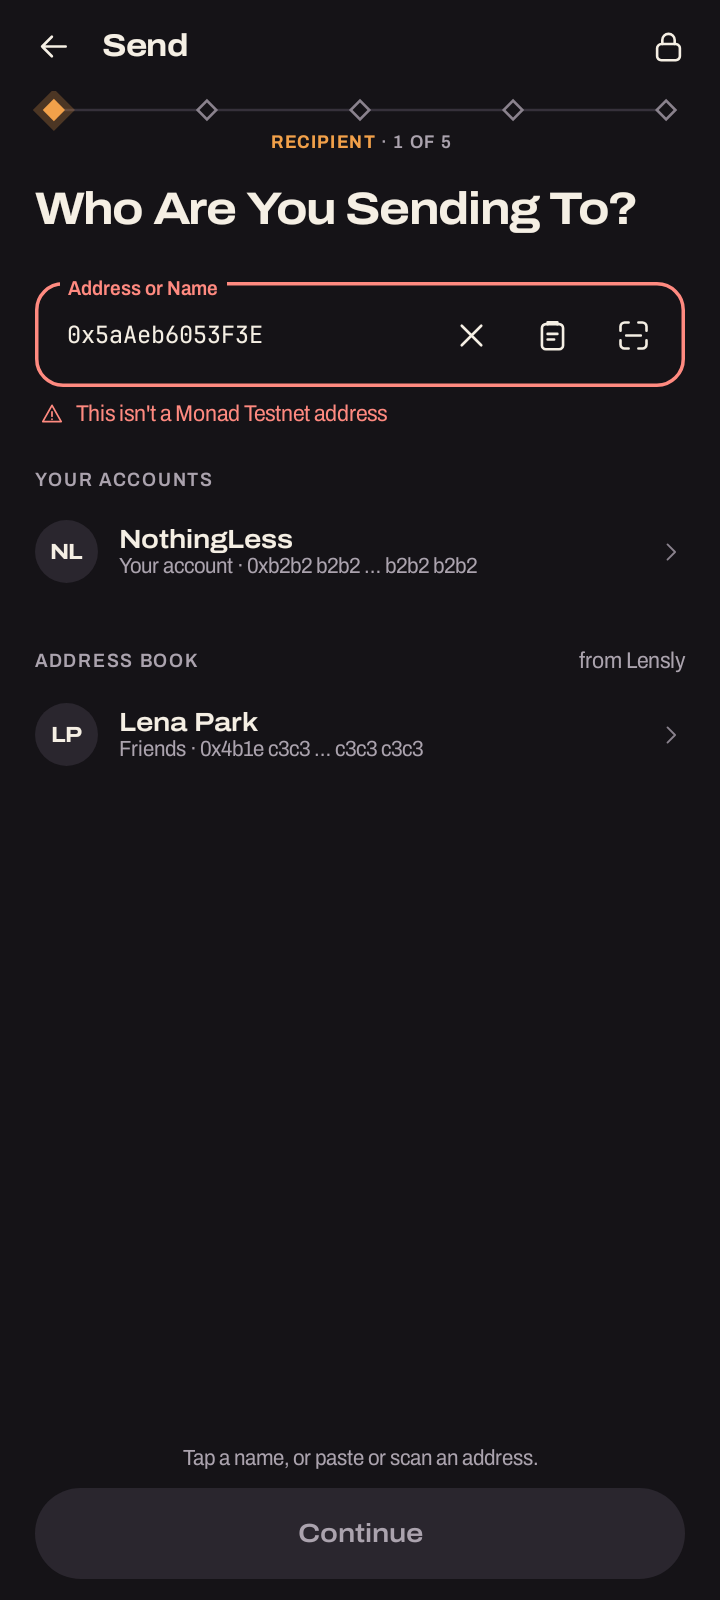 Send
RECIPIENT · 1 OF 5
Who Are You Sending To?
Address or Name
0x5aAeb6053F3E
This isn't a Monad Testnet address
YOUR ACCOUNTS
NL
NothingLess
Your account · 0xb2b2 b2b2 … b2b2 b2b2
ADDRESS BOOK
from Lensly
LP
Lena Park
Friends · 0x4b1e c3c3 … c3c3 c3c3
Tap a name, or paste or scan an address.
Continue